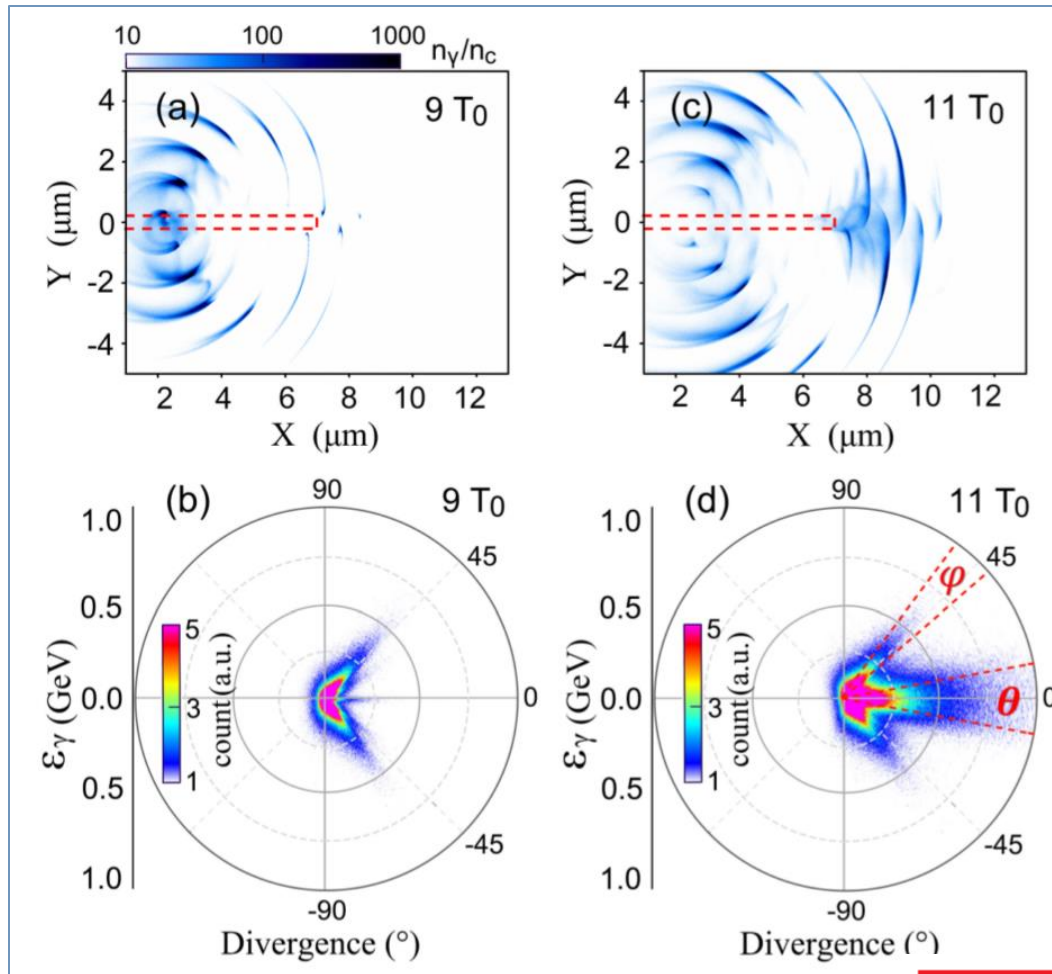 10 100 1000 nγ/nc
(a) 9 T0
4
2
0
-2
-4
Y (μm)
2 4 6 8 10 12
X (μm)
(c) 11 T0
4
2
0
-2
-4
Y (μm)
2 4 6 8 10 12
X (μm)
(b) 90 9 T0
1.0
0.5
0.0
0.5
1.0
εγ (GeV)
5
3
1
count (a.u.)
45
0
-45
-90
Divergence (°)
(d) 90 11 T0
1.0
0.5
0.0
0.5
1.0
εγ (GeV)
5
3
1
count (a.u.)
φ
45
θ
0
-45
-90
Divergence (°)